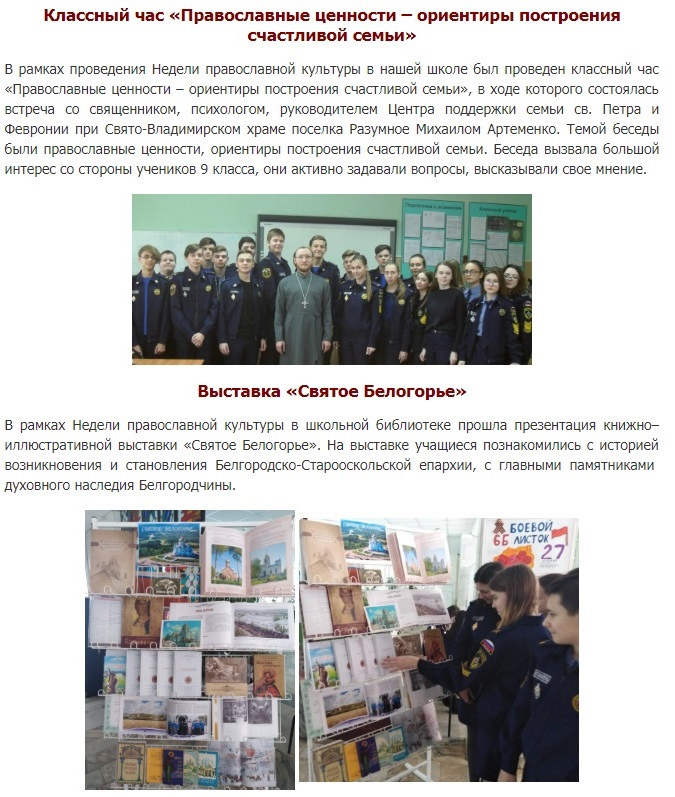 Классный час «Православные ценности – ориентиры построения
счастливой семьи»
В рамках проведения Недели православной культуры в нашей школе был проведен классный час
«Православные ценности – ориентиры построения счастливой семьи», в ходе которого состоялась
встреча со священником, психологом, руководителем Центра поддержки семьи св. Петра и
Февронии при Свято-Владимирском храме поселка Разумное Михаилом Артеменко. Темой беседы
были православные ценности, ориентиры построения счастливой семьи. Беседа вызвала большой
интерес со стороны учеников 9 класса, они активно задавали вопросы, высказывали свое мнение.
Выставка «Святое Белогорье»
В рамках Недели православной культуры в школьной библиотеке прошла презентация книжно–
иллюстративной выставки «Святое Белогорье». На выставке учащиеся познакомились с историей
возникновения и становления Белгородско-Старооскольской епархии, с главными памятниками
духовного наследия Белгородчины.
СВЯТОЕ БЕЛОГОРЬЕ
БОЕВОЙ
6Б ЛИСТОК
27